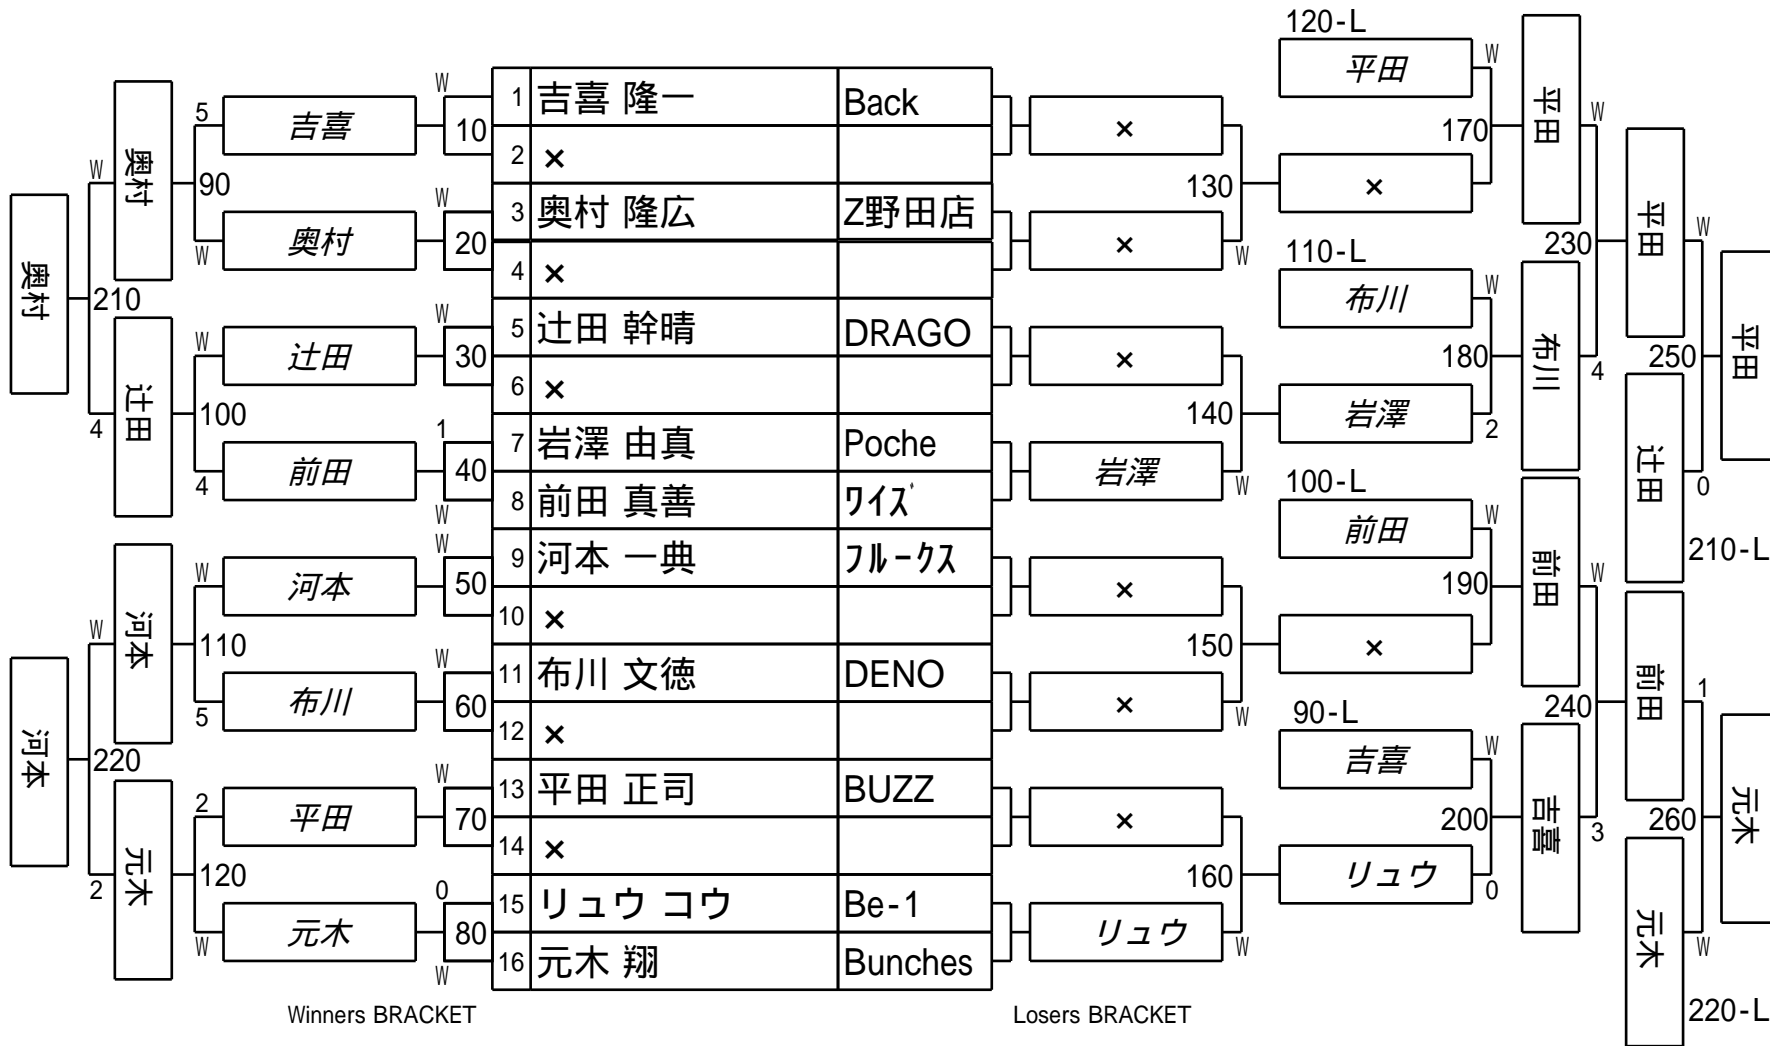 120-L
平田
W
平田
W
170
×
平田
W
230
110-L
布川
W
布川
4
180
岩澤
2
250
平田
辻田
0
210-L
100-L
前田
W
前田
W
190
×
前田
1
240
90-L
吉喜
W
吉喜
3
200
リュウ
0
260
元木
元木
W
220-L
奥村
W
奥村
5
吉喜
W
10
90
W
奥村
W
20
210
4
辻田
W
辻田
W
30
100
4
前田
1
40
W
河本
W
河本
W
河本
W
50
110
5
布川
W
60
220
2
元木
2
平田
W
70
120
W
元木
0
80
W
1 吉喜 隆一 Back
2 ×
3 奥村 隆広 Z野田店
4 ×
5 辻田 幹晴 DRAGO
6 ×
7 岩澤 由真 Poche
8 前田 真善 ワイズ
9 河本 一典 フルークス
10 ×
11 布川 文徳 DENO
12 ×
13 平田 正司 BUZZ
14 ×
15 リュウ コウ Be-1
16 元木 翔 Bunches
×
130
×
W
×
140
岩澤
W
×
150
×
W
×
160
リュウ
W
Winners BRACKET
Losers BRACKET